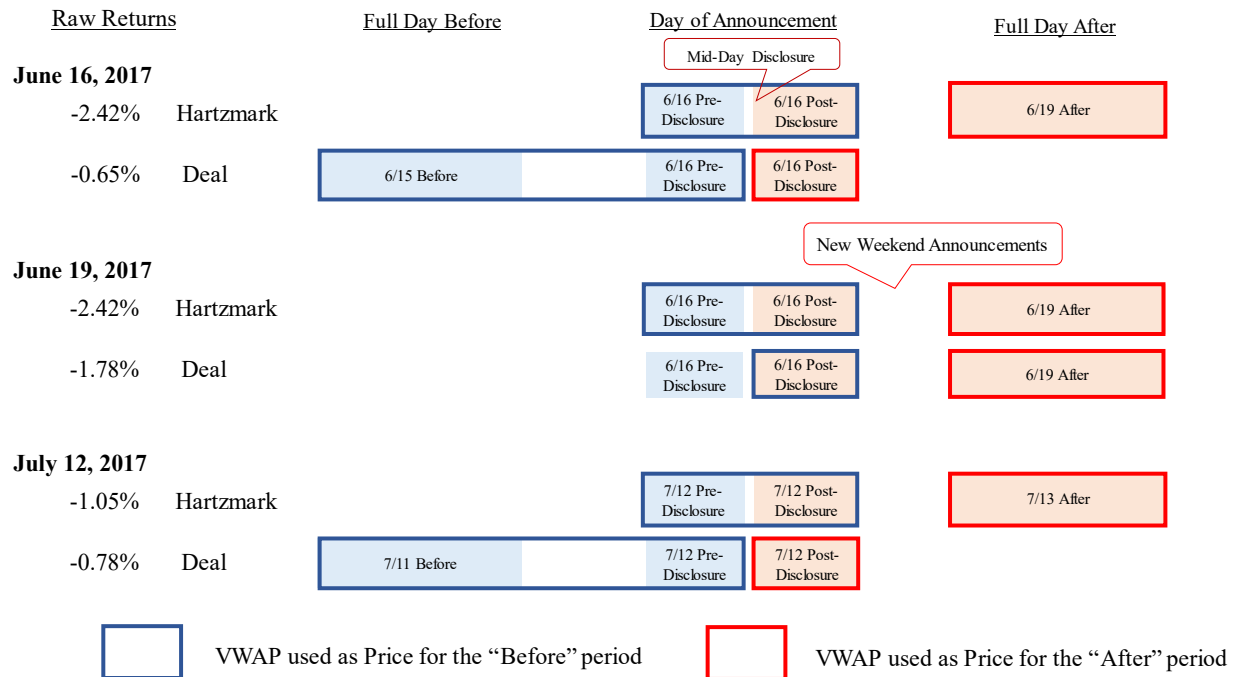 Raw Returns
Full Day Before
Day of Announcement
Full Day After
Mid-Day Disclosure
June 16, 2017
-2.42% Hartzmark
6/16 Pre-
Disclosure
6/16 Post-
Disclosure
6/19 After
-0.65% Deal
6/15 Before
6/16 Pre-
Disclosure
6/16 Post-
Disclosure
New Weekend Announcements
June 19, 2017
-2.42% Hartzmark
6/16 Pre-
Disclosure
6/16 Post-
Disclosure
6/19 After
-1.78% Deal
6/16 Pre-
Disclosure
6/16 Post-
Disclosure
6/19 After
July 12, 2017
-1.05% Hartzmark
7/12 Pre-
Disclosure
7/12 Post-
Disclosure
7/13 After
-0.78% Deal
7/11 Before
7/12 Pre-
Disclosure
7/12 Post-
Disclosure
VWAP used as Price for the “Before” period
VWAP used as Price for the “After” period